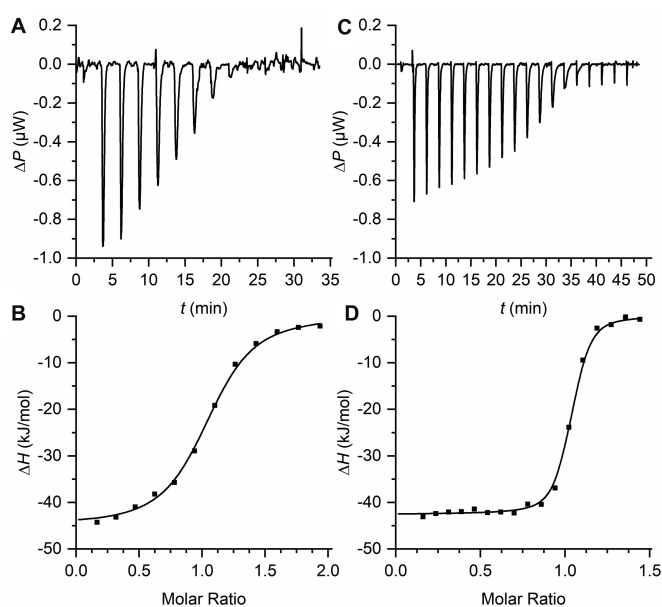 A
0.2
0.0
-0.2
-0.4
-0.6
-0.8
-1.0
ΔP (µW)
0 5 10 15 20 25 30 35
t (min)
C
0.2
0.0
-0.2
-0.4
-0.6
-0.8
-1.0
ΔP (µW)
0 5 10 15 20 25 30 35 40 45 50
t (min)
B
0
-10
-20
-30
-40
-50
ΔH (kJ/mol)
0.0 0.5 1.0 1.5 2.0
Molar Ratio
D
0
-10
-20
-30
-40
-50
ΔH (kJ/mol)
0.0 0.5 1.0 1.5
Molar Ratio